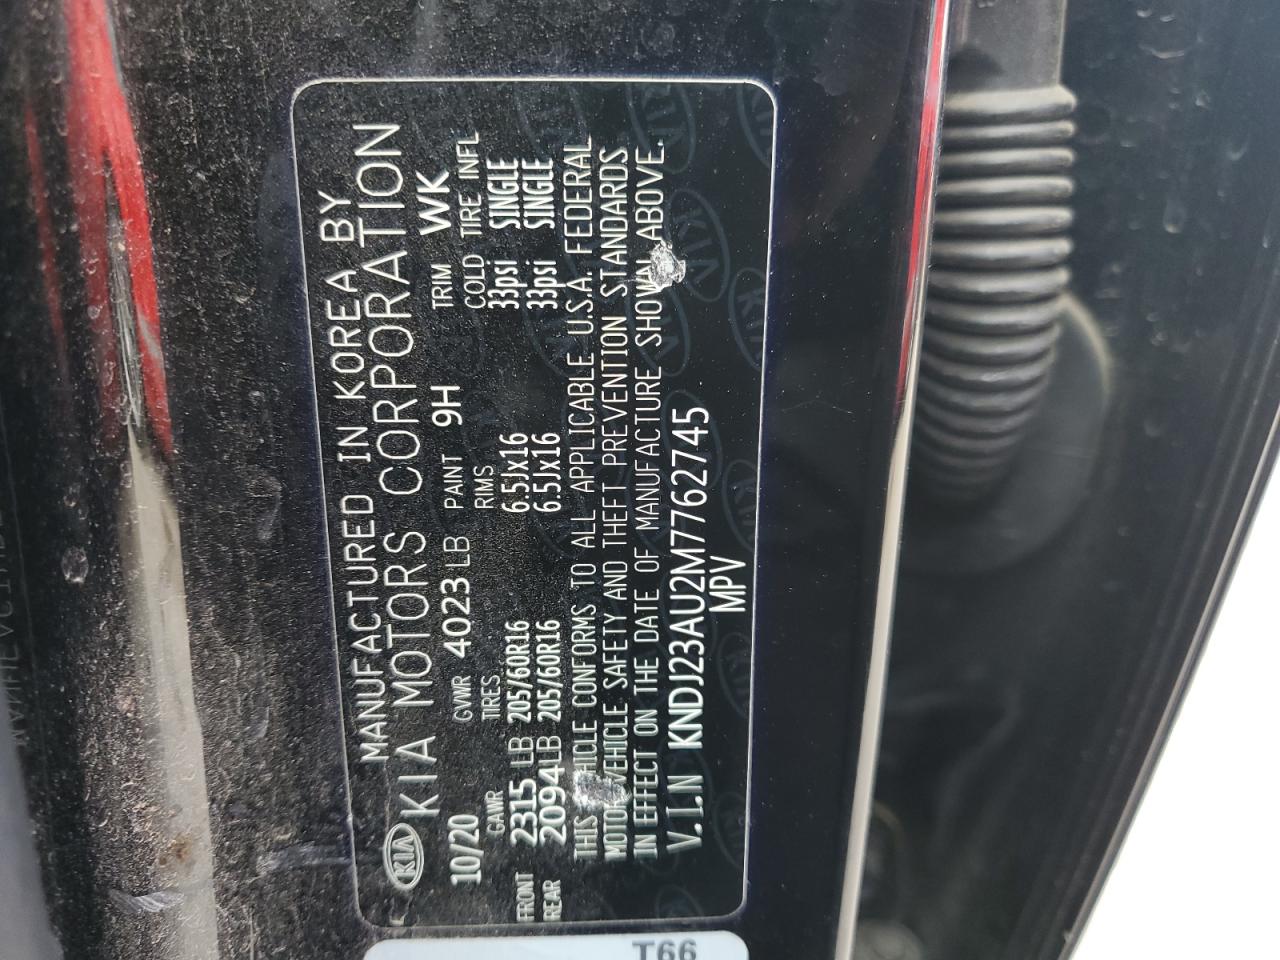 MANUFACTURED IN KOREA BY
KIA KIA MOTORS CORPORATION
10/20 GVWR 4023 LB PAINT 9H TRIM WK
GAWR TIRES RIMS COLD TIRE INFL
FRONT 2315 LB 205/60R16 6.5Jx16 33psi SINGLE
REAR 2094 LB 205/60R16 6.5Jx16 33psi SINGLE
THIS CONFORMS TO ALL APPLICABLE U.S.A. FEDERAL
VEHICLE SAFETY AND THEFT PREVENTION STANDARDS
IN EFFECT ON THE DATE OF MANUFACTURE SHOWN ABOVE.
V.I.N KNDJ23AU2M7762745
MPV
T66